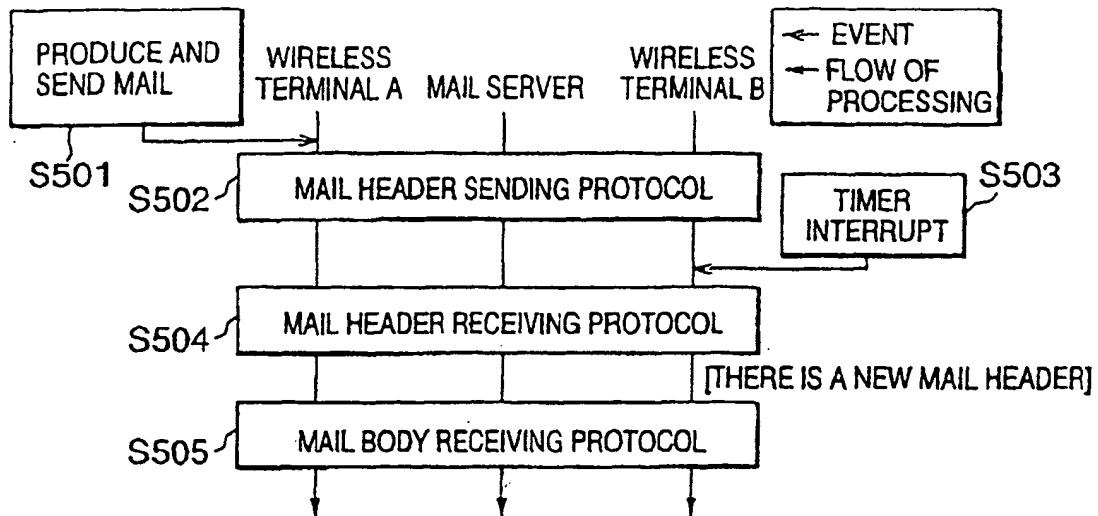 PRODUCE AND
SEND MAIL
WIRELESS
TERMINAL A
MAIL SERVER
WIRELESS
TERMINAL B
EVENT
FLOW OF
PROCESSING
S501
S502
MAIL HEADER SENDING PROTOCOL
S503
TIMER
INTERRUPT
S504
MAIL HEADER RECEIVING PROTOCOL
[THERE IS A NEW MAIL HEADER]
S505
MAIL BODY RECEIVING PROTOCOL